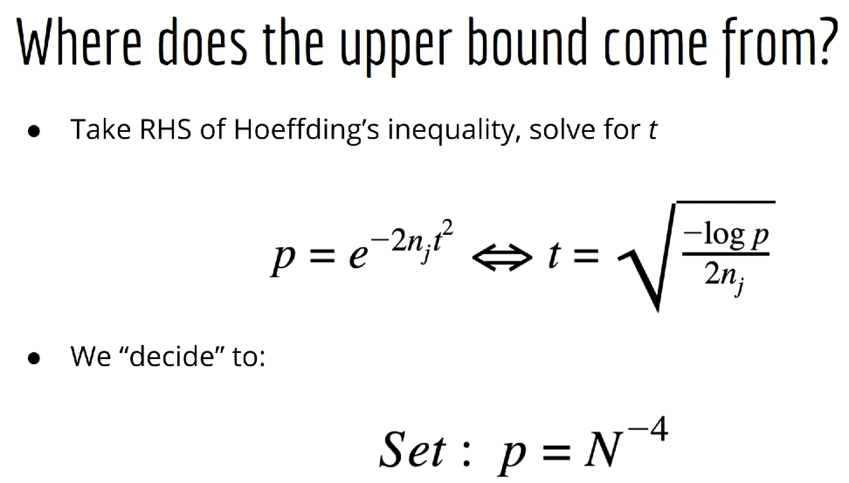 Where does the upper bound come from?
● Take RHS of Hoeffding’s inequality, solve for t
p = e^{-2n_j t^2} ⟺ t = \sqrt{\frac{-log p}{2n_j}}
● We “decide” to:
Set : p = N^{-4}